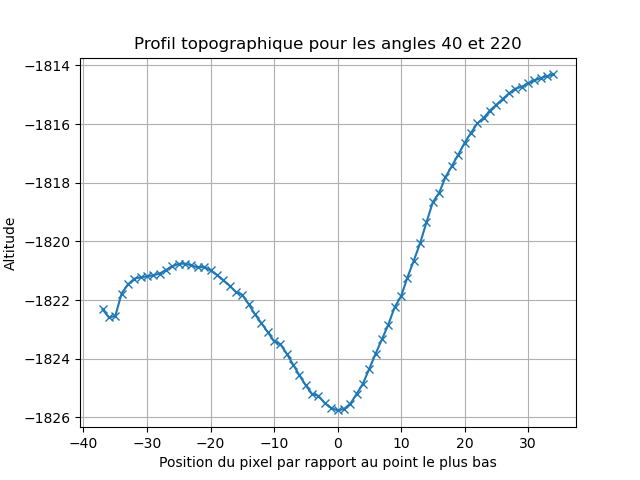 Profil topographique pour les angles 40 et 220
−1814
−1816
−1818
−1820
−1822
−1824
−1826
Altitude
−40 −30 −20 −10 0 10 20 30
Position du pixel par rapport au point le plus bas